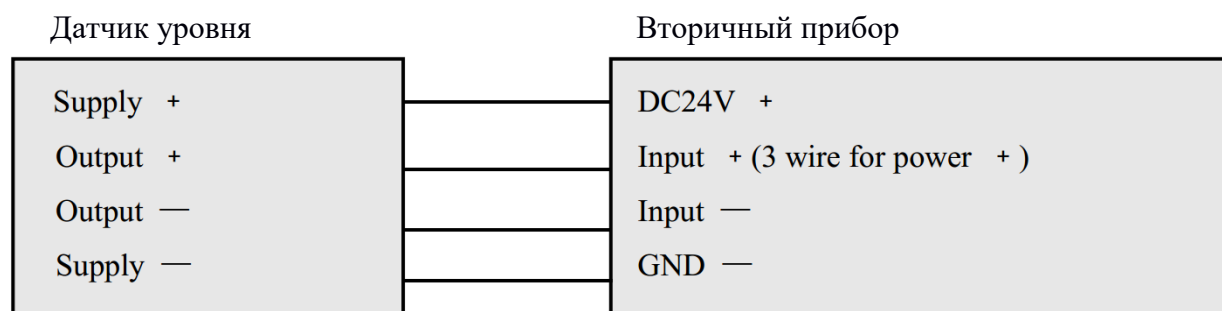 Датчик уровня
Вторичный прибор
Supply +
DC24V +
Output +
Input + (3 wire for power + )
Output —
Input —
Supply —
GND —